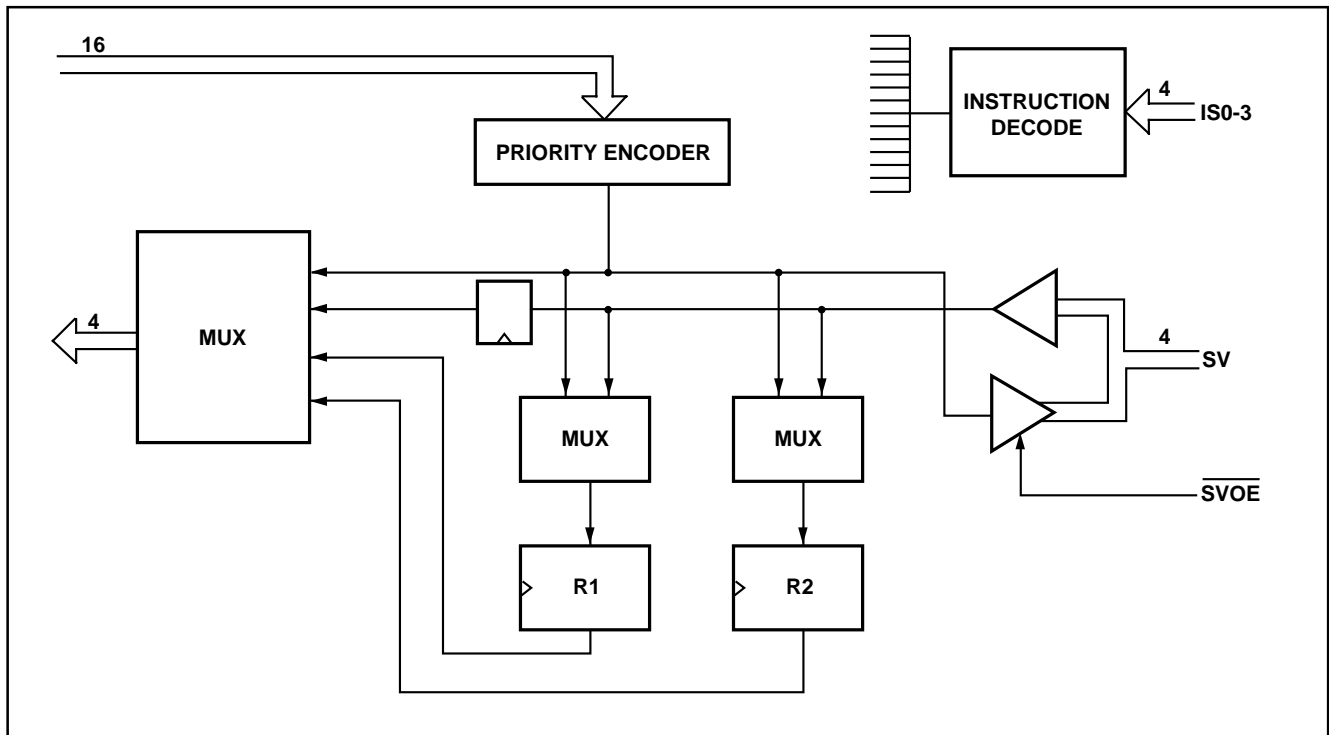 16
PRIORITY ENCODER
INSTRUCTION
DECODE
4
IS0-3
4
MUX
4
SV
MUX
MUX
SVOE
R1
R2